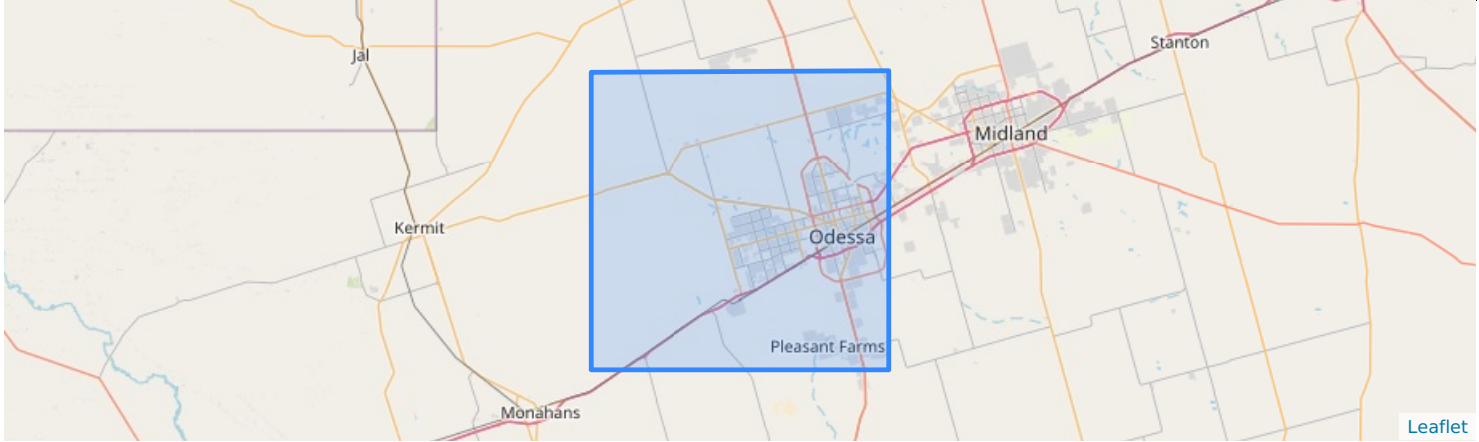 Stanton
Jal
Midland
Kermit
Odessa
Pleasant Farms
Monahans
Leaflet